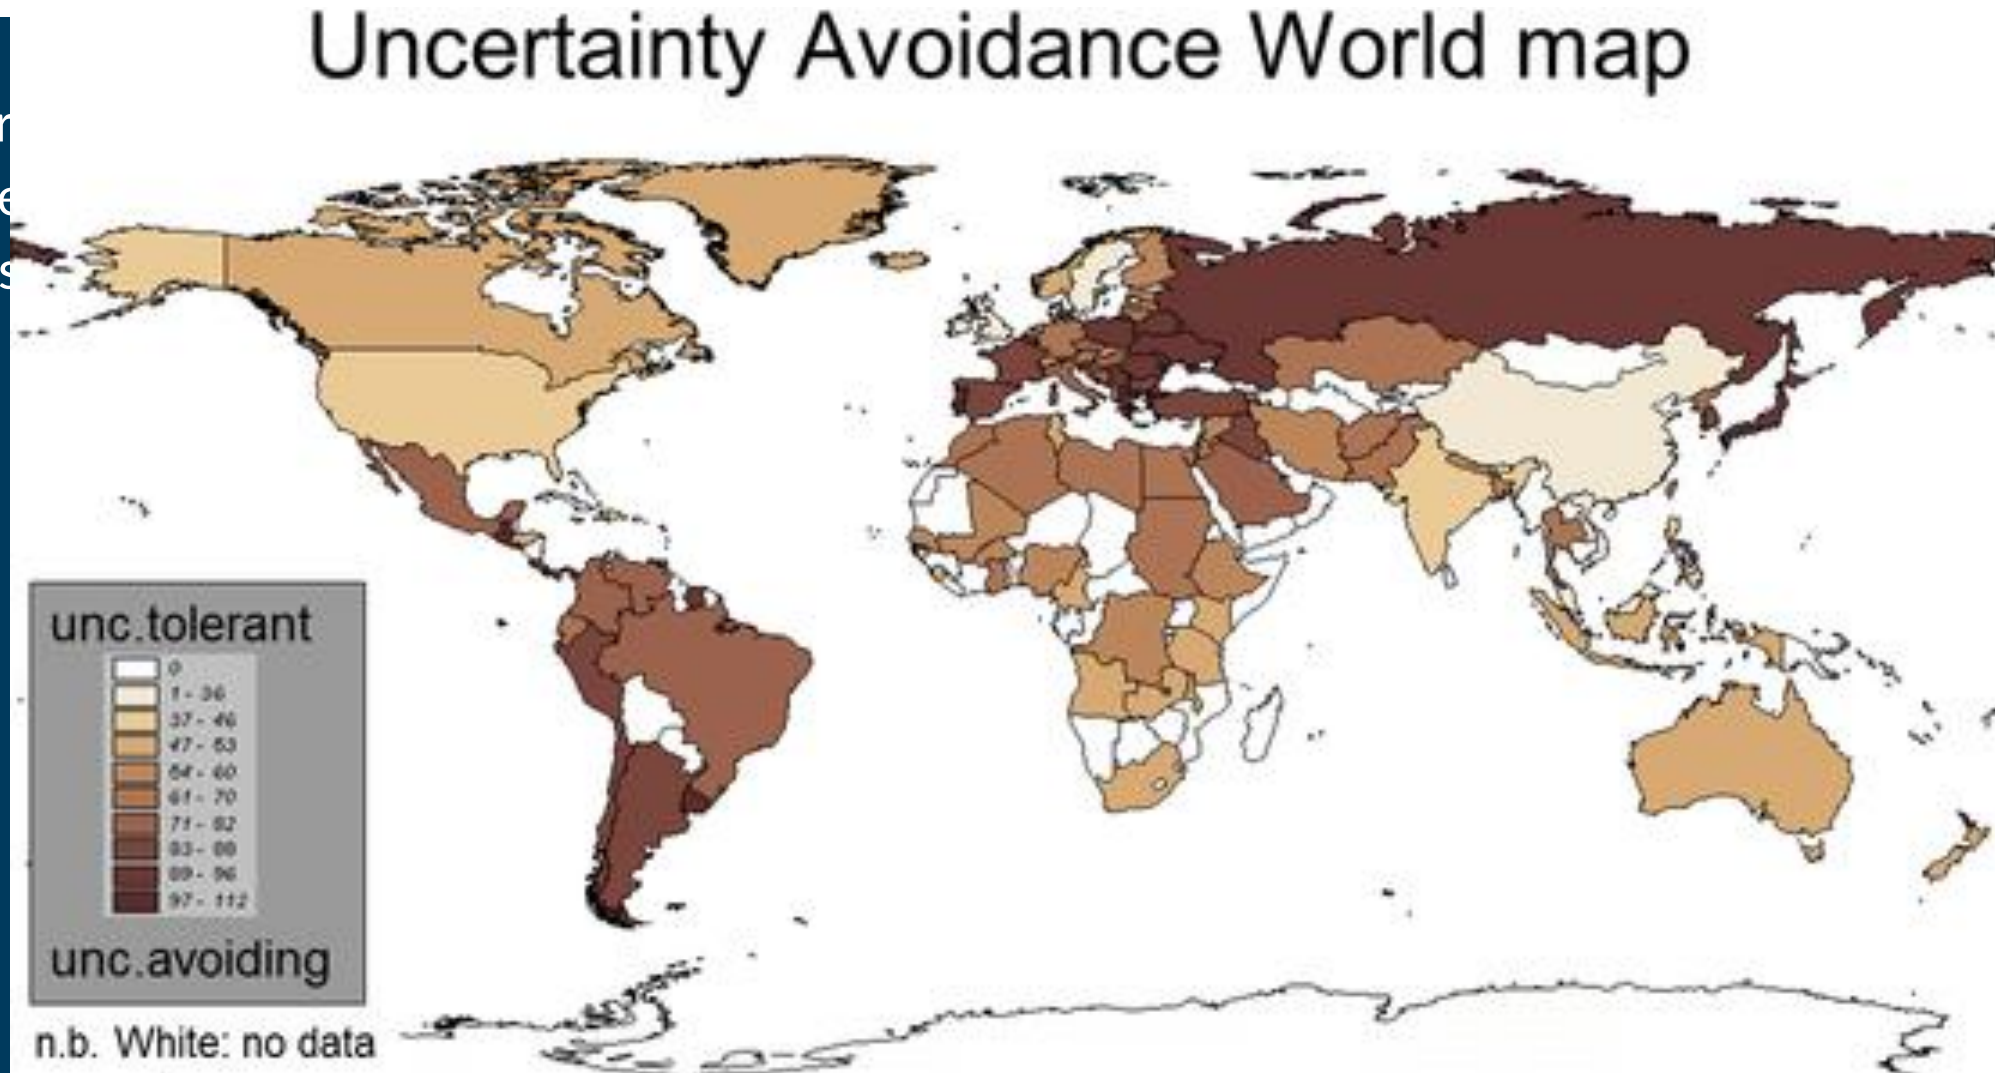 Uncertainty Avoidance World map
r
e
s
unc.tolerant
0
1 - 36
37 - 46
47 - 53
54 - 60
61 - 70
71 - 82
83 - 88
89 - 96
97 - 112
unc.avoiding
n.b. White: no data